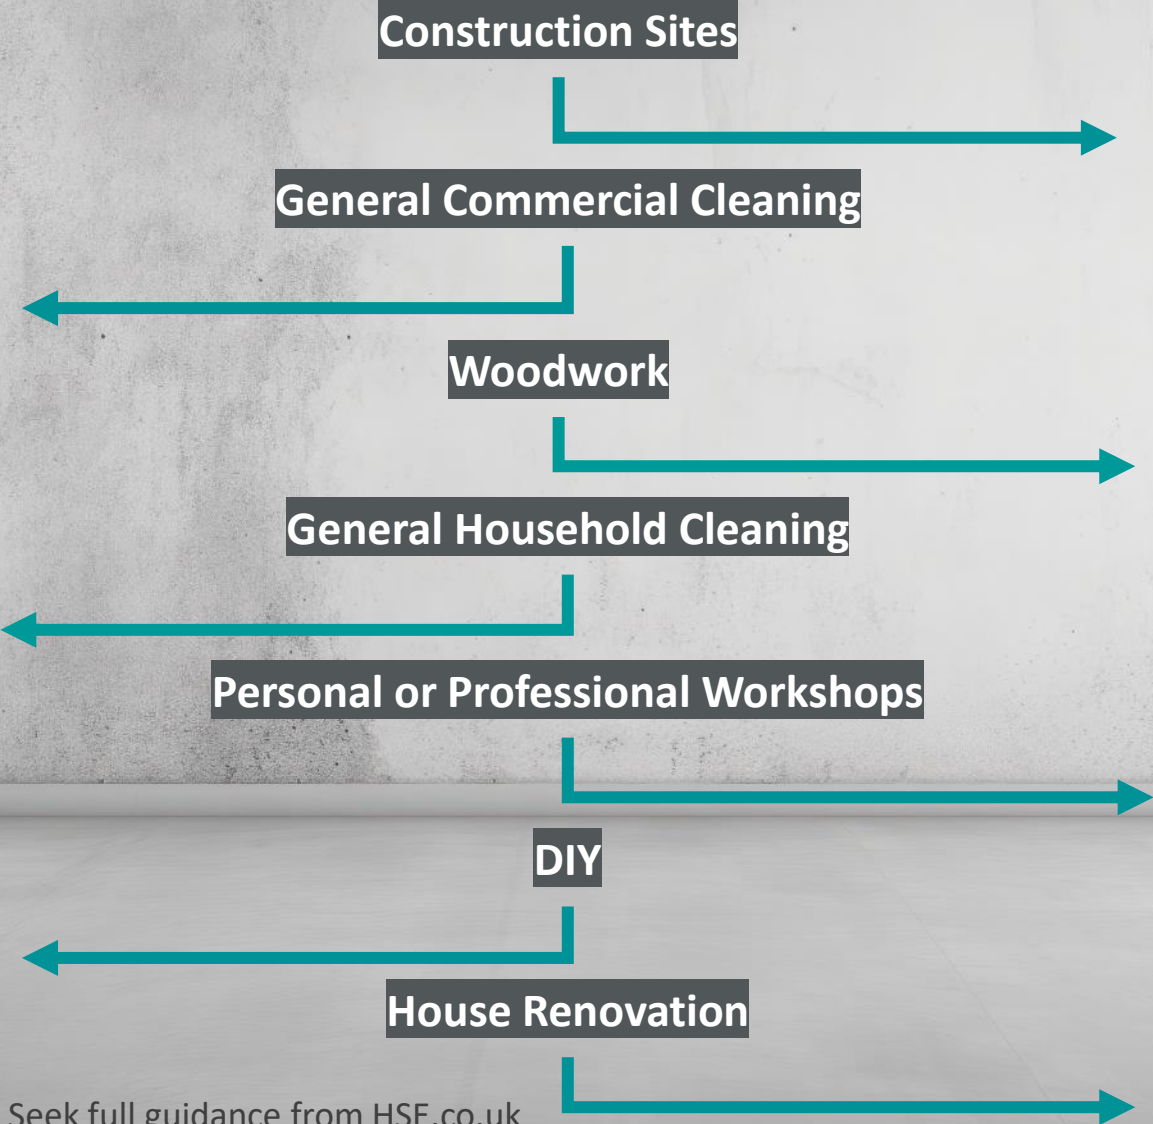 Construction Sites
General Commercial Cleaning
Woodwork
General Household Cleaning
Personal or Professional Workshops
DIY
House Renovation
Seek full guidance from HSE.co.uk